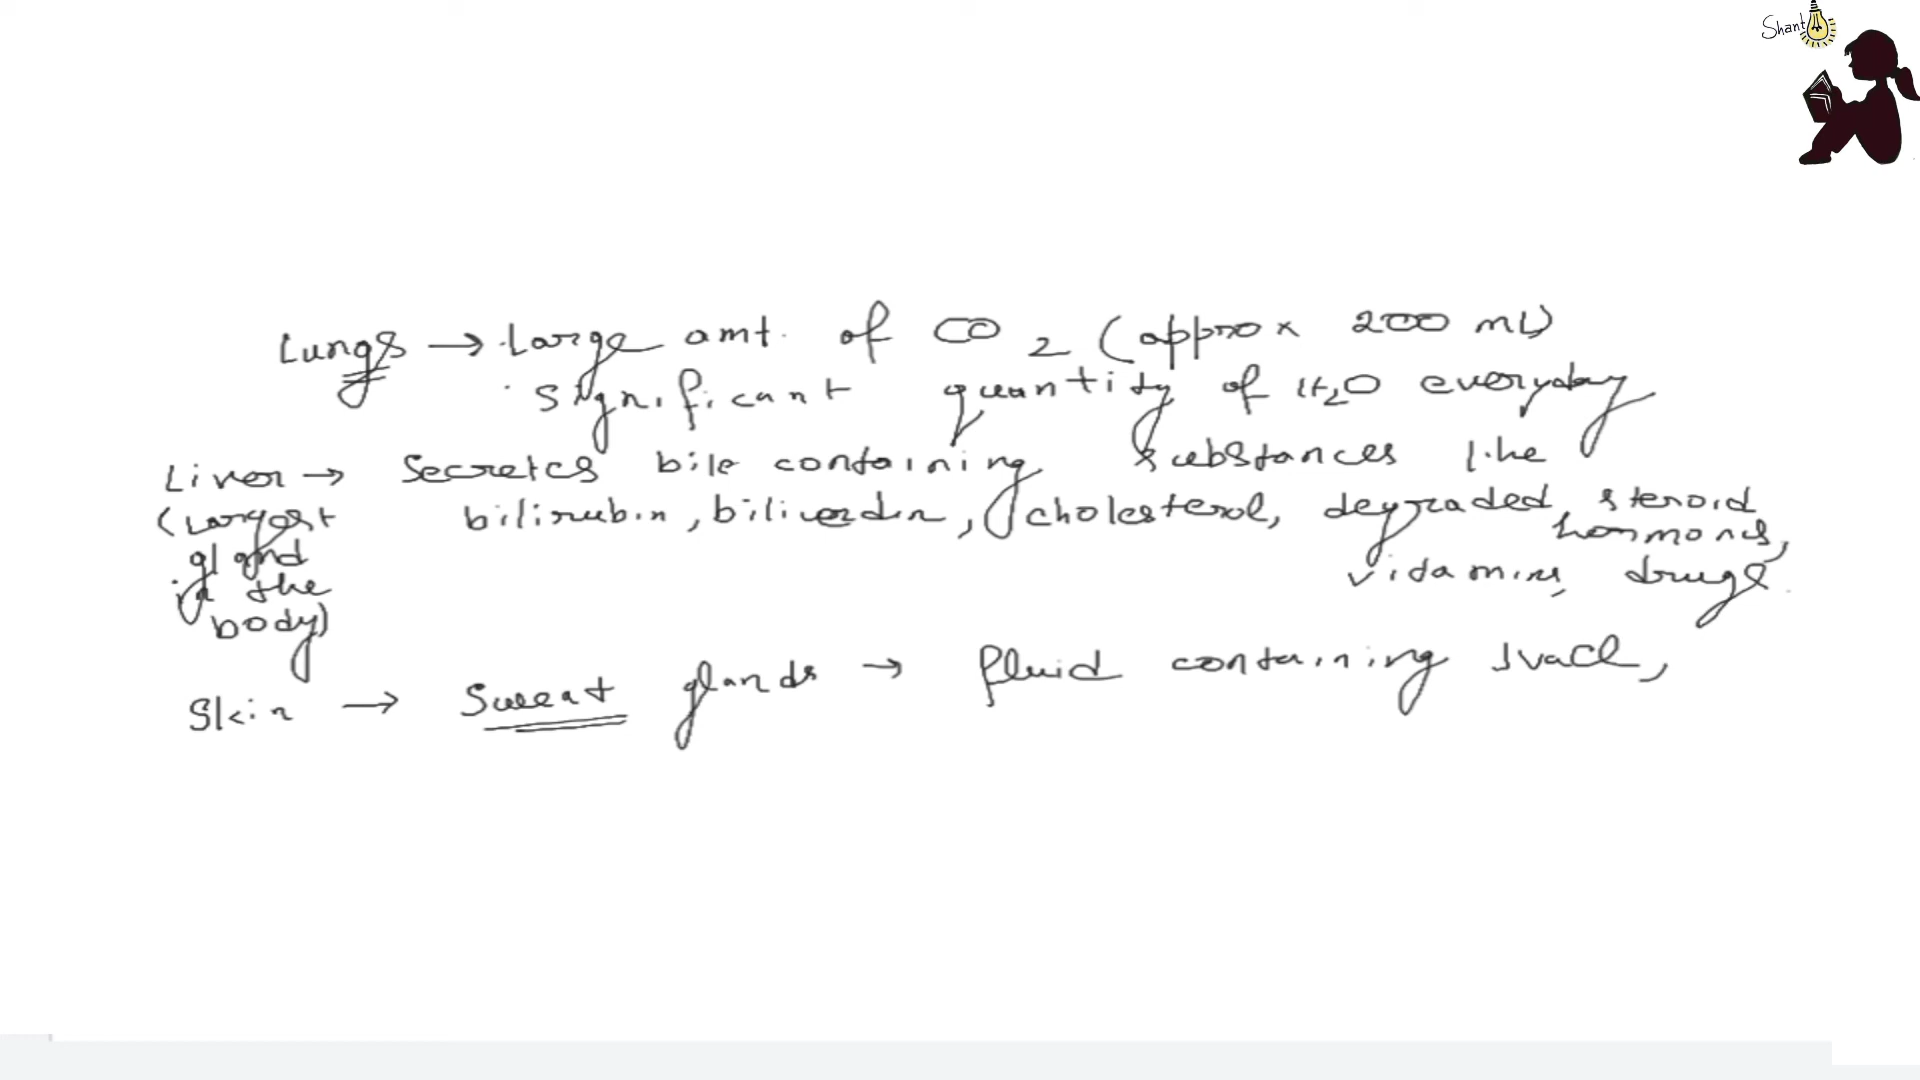 Shant
Lungs → Large amt. of CO2 (approx 200 mL)
significant quantity of H2O everyday
Liver → Secretes bile containing substances like
(Largest bilirubin, biliverdin, cholesterol, degraded steroid
gland hormones,
in the vitamins, drugs.
body)
Skin → Sweat glands → fluid containing NaCl,